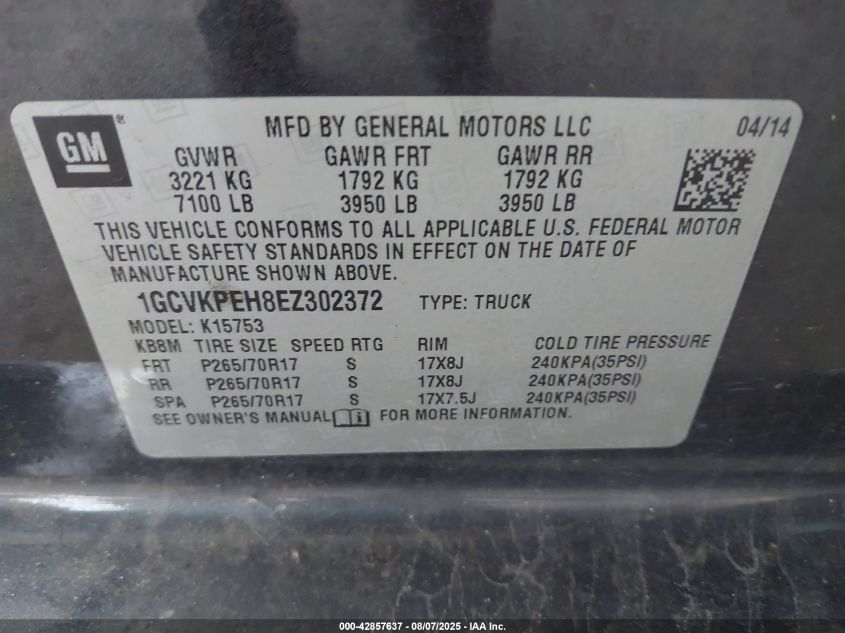 GM®
MFD BY GENERAL MOTORS LLC 04/14
GVWR GAWR FRT GAWR RR
3221 KG 1792 KG 1792 KG
7100 LB 3950 LB 3950 LB
THIS VEHICLE CONFORMS TO ALL APPLICABLE U.S. FEDERAL MOTOR
VEHICLE SAFETY STANDARDS IN EFFECT ON THE DATE OF
MANUFACTURE SHOWN ABOVE.
1GCVKPEH8EZ302372 TYPE: TRUCK
MODEL: K15753
KB8M TIRE SIZE SPEED RTG RIM COLD TIRE PRESSURE
FRT P265/70R17 S 17X8J 240KPA(35PSI)
RR P265/70R17 S 17X8J 240KPA(35PSI)
SPA P265/70R17 S 17X7.5J 240KPA(35PSI)
SEE OWNER'S MANUAL i FOR MORE INFORMATION.
000-42857637 - 08/07/2025 - IAA Inc.